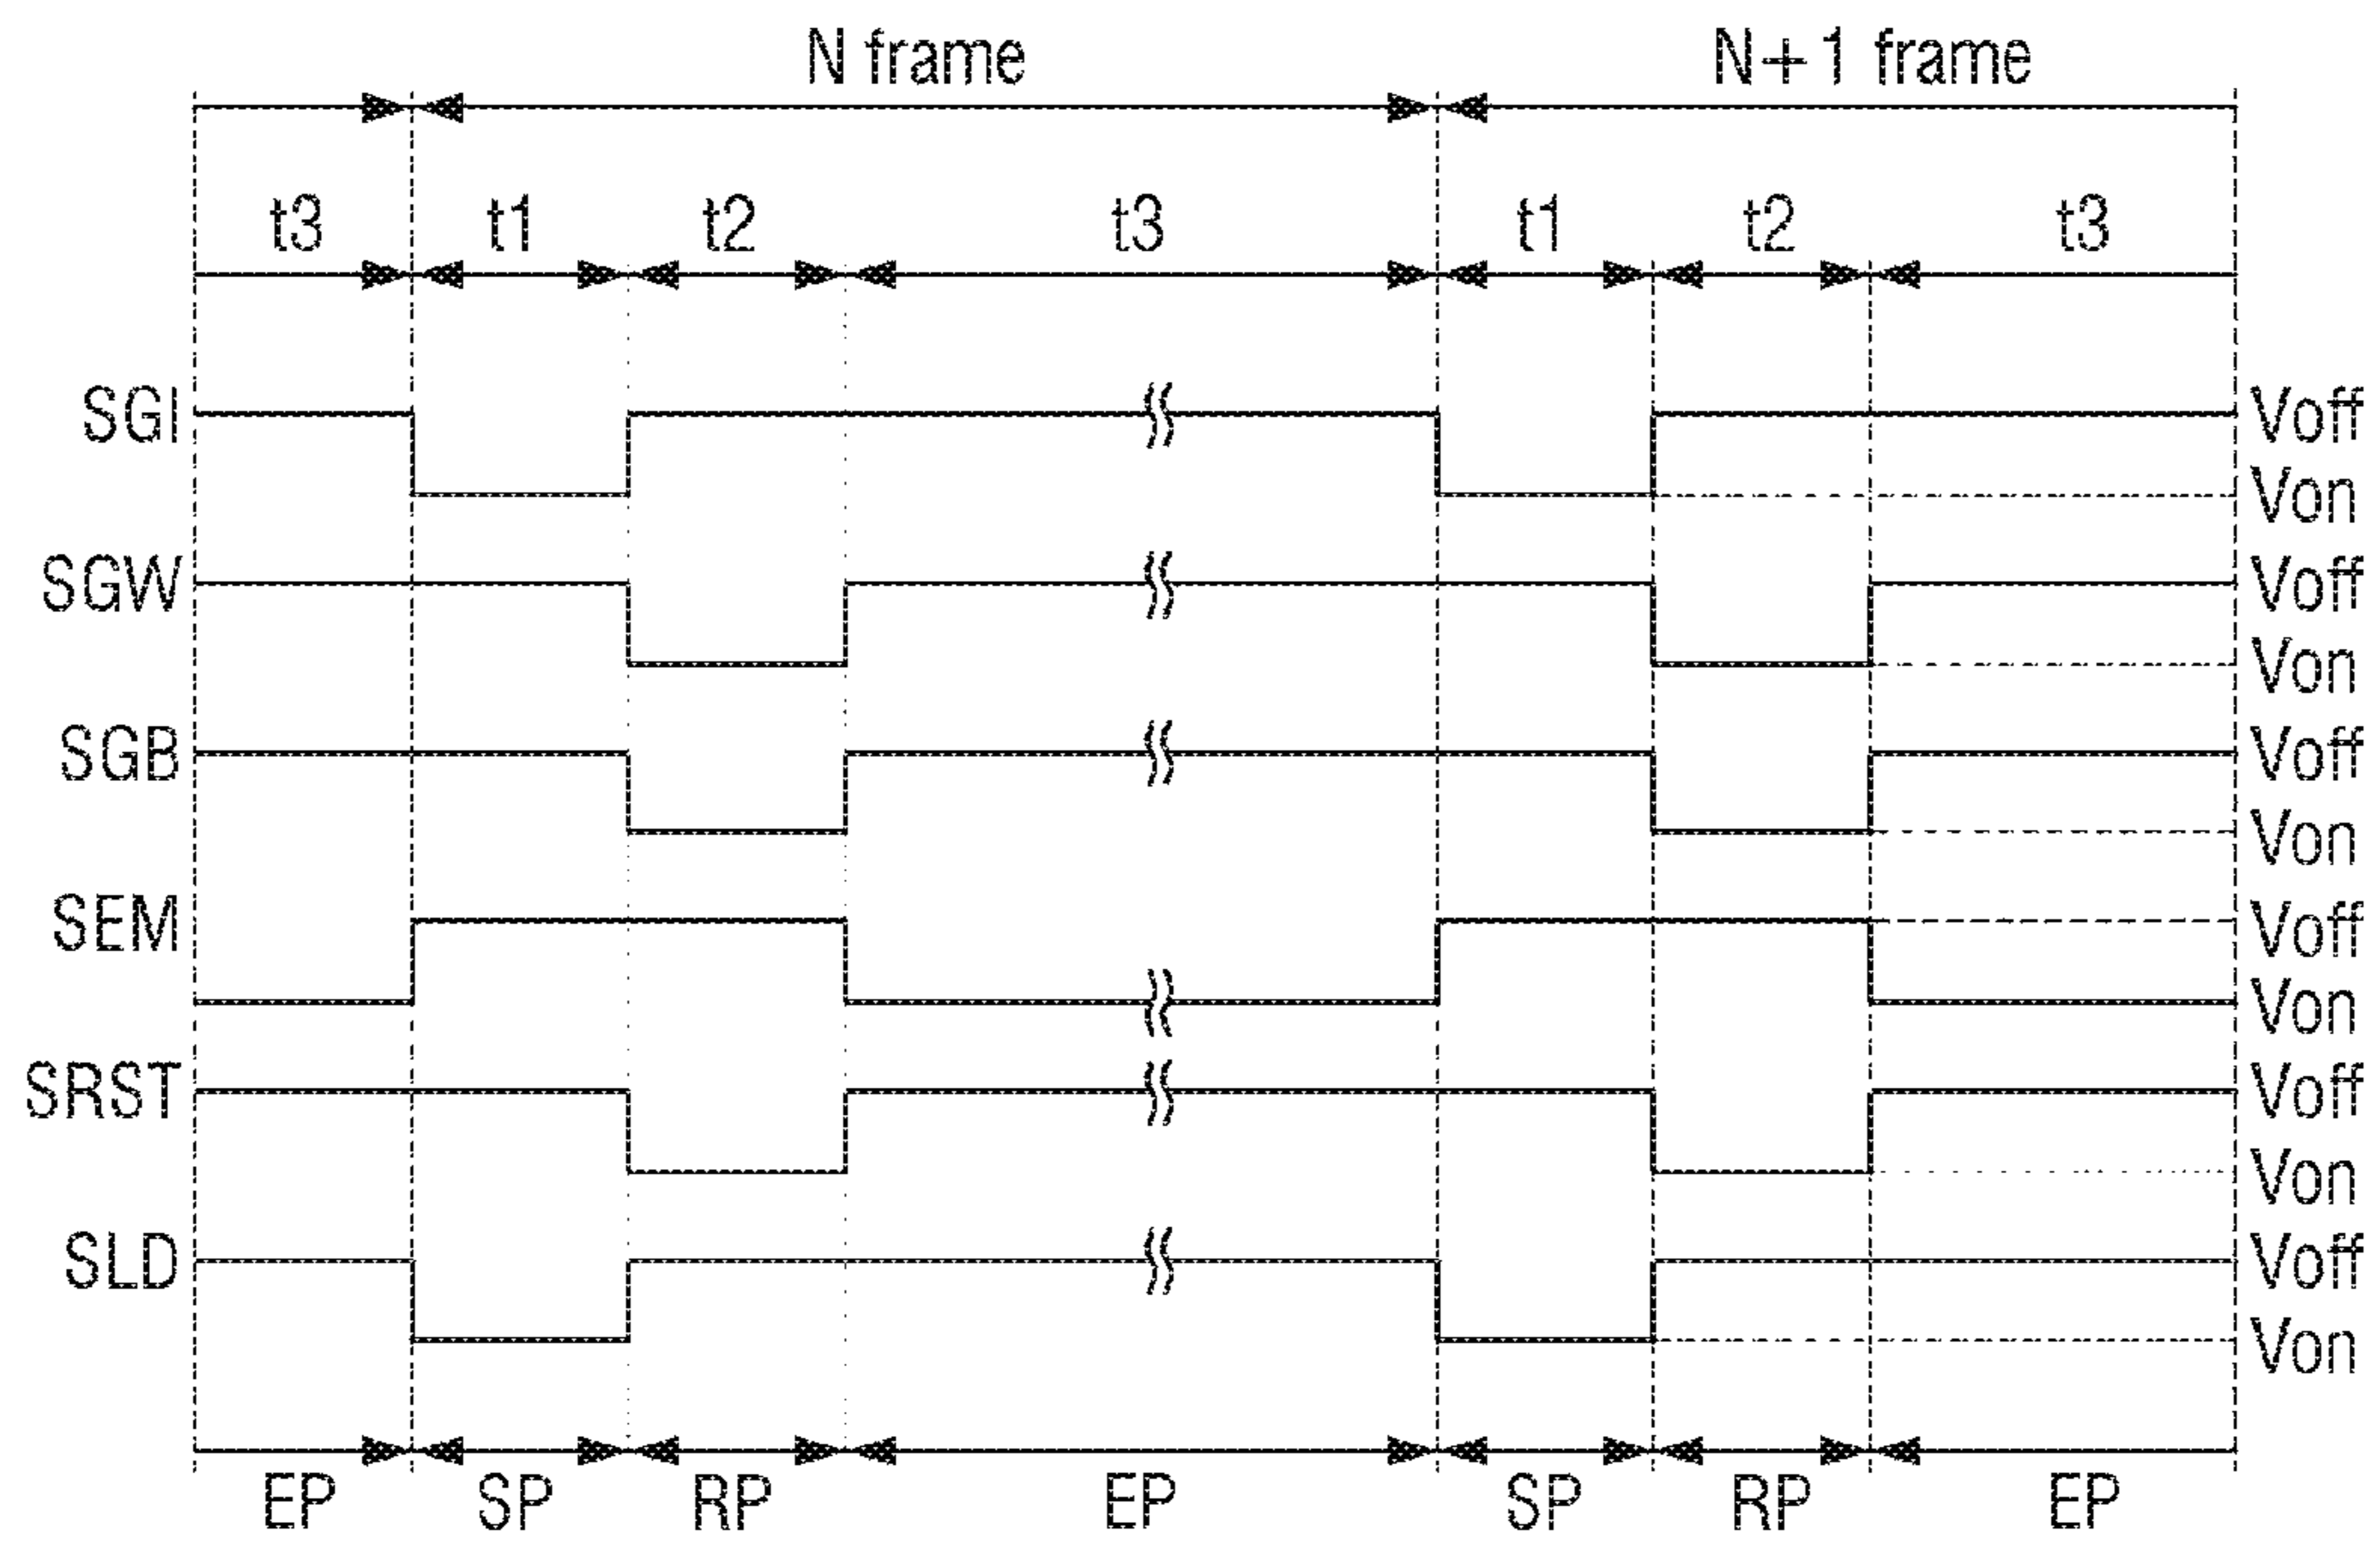 N frame N+1 frame
t3 t1 t2 t3 t1 t2 t3
SGI Voff
Von
SGW Voff
Von
SGB Voff
Von
SEM Voff
Von
SRST Voff
Von
SLD Voff
Von
EP SP RP EP SP RP EP